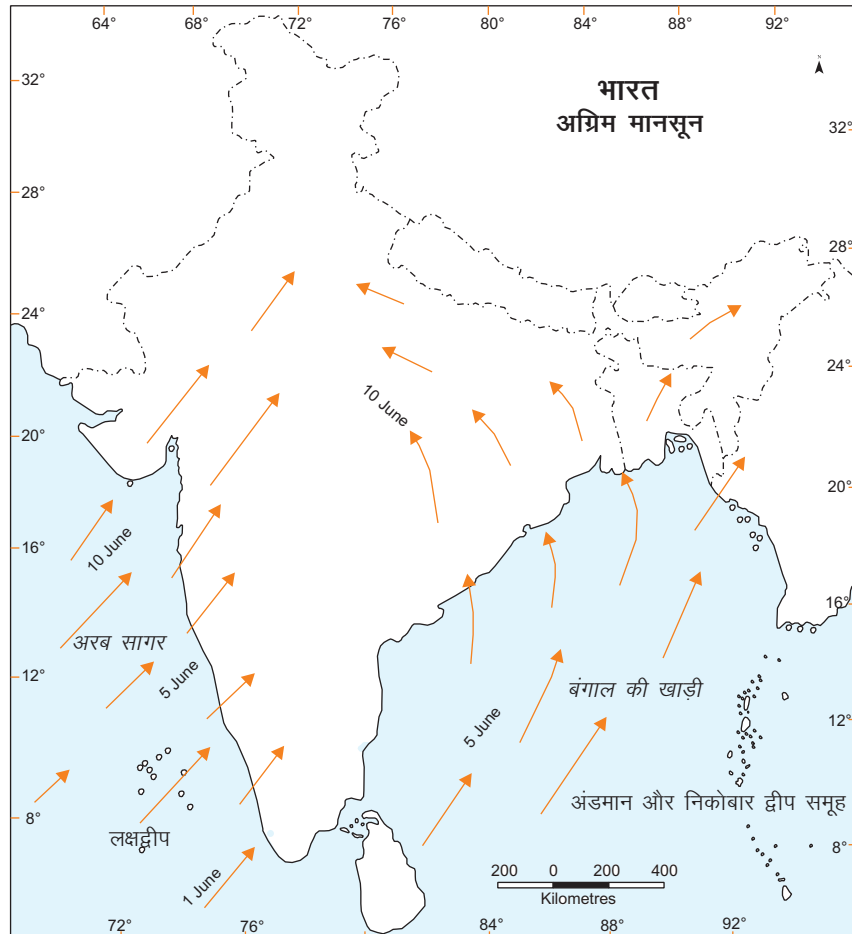 64° 68° 72° 76° 80° 84° 88° 92°
N
भारत
अग्रिम मानसून
32°
32°
28°
28°
24°
24°
20°
20°
16°
16°
12°
12°
8°
8°
10 June
10 June
अरब सागर
5 June
5 June
बंगाल की खाड़ी
अंडमान और निकोबार द्वीप समूह
लक्षद्वीप
1 June
200 0 200 400
Kilometres
72° 76° 84° 88° 92°